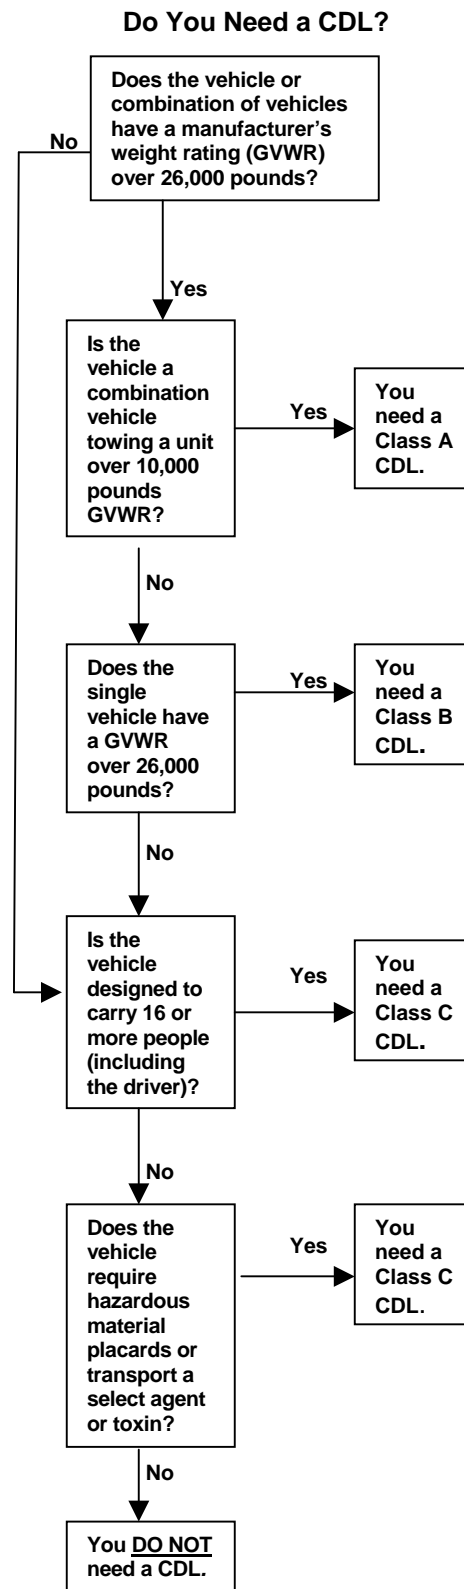 Do You Need a CDL?
Does the vehicle or
combination of vehicles
have a manufacturer's
weight rating (GVWR)
over 26,000 pounds?
No
Yes
Is the
vehicle a
combination
vehicle
towing a unit
over 10,000
pounds
GVWR?
Yes
You
need a
Class A
CDL.
No
Does the
single
vehicle have
a GVWR
over 26,000
pounds?
Yes
You
need a
Class B
CDL.
No
Is the
vehicle
designed to
carry 16 or
more people
(including
the driver)?
Yes
You
need a
Class C
CDL.
No
Does the
vehicle
require
hazardous
material
placards or
transport a
select agent
or toxin?
Yes
You
need a
Class C
CDL.
No
You DO NOT
need a CDL.